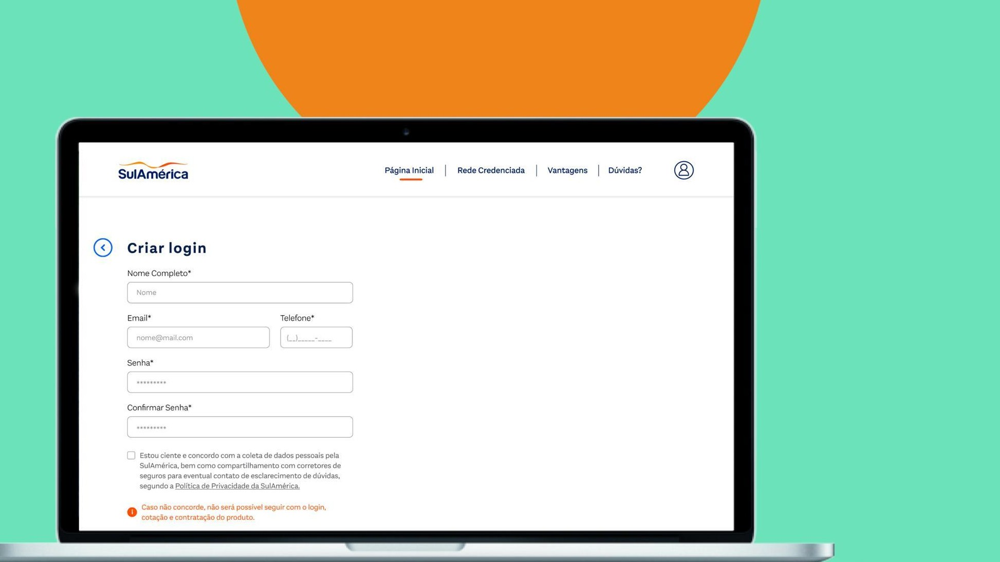 SulAmérica
Página Inicial | Rede Credenciada | Vantagens | Dúvidas?
Criar login
Nome Completo*
Nome
Email* Telefone*
nome@mail.com (__)_____-____
Senha*
*********
Confirmar Senha*
*********
Estou ciente e concordo com a coleta de dados pessoais pela
SulAmérica, bem como compartilhamento com corretores de
seguros para eventual contato de esclarecimento de dúvidas,
segundo a Política de Privacidade da SulAmérica.
Caso não concorde, não será possível seguir com o login,
cotação e contratação do produto.